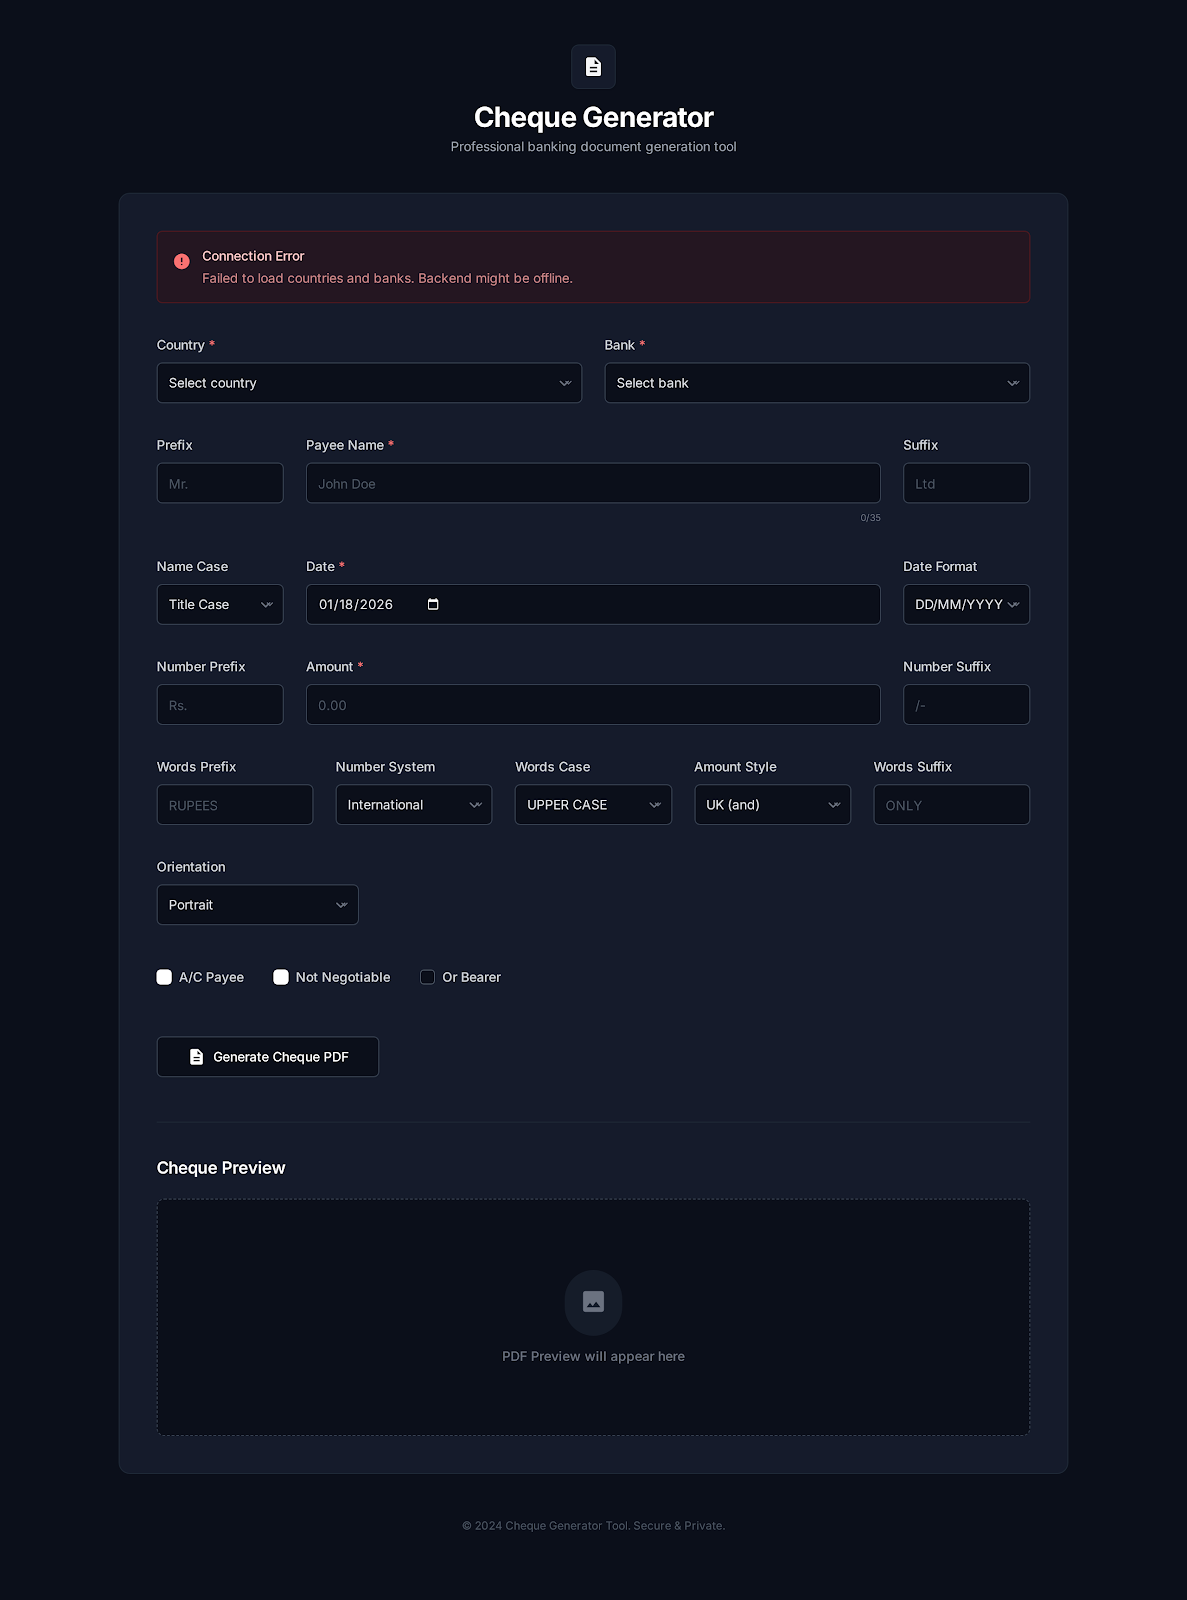 Cheque Generator
Professional banking document generation tool
Connection Error
Failed to load countries and banks. Backend might be offline.
Country * Bank *
Select country Select bank
Prefix Payee Name * Suffix
Mr. John Doe Ltd
0/35
Name Case Date * Date Format
Title Case 01/18/2026 DD/MM/YYYY
Number Prefix Amount * Number Suffix
Rs. 0.00 /-
Words Prefix Number System Words Case Amount Style Words Suffix
RUPEES International UPPER CASE UK (and) ONLY
Orientation
Portrait
A/C Payee Not Negotiable Or Bearer
Generate Cheque PDF
Cheque Preview
PDF Preview will appear here
© 2024 Cheque Generator Tool. Secure & Private.